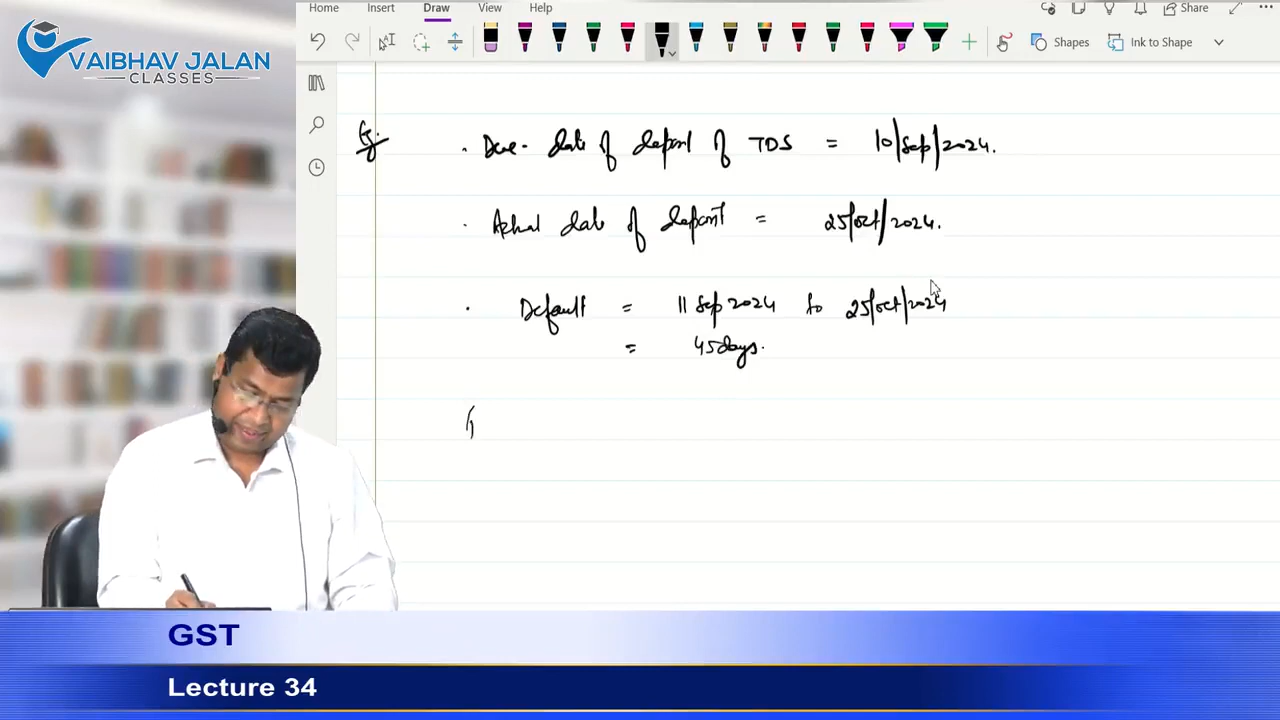 VAIBHAV JALAN
CLASSES
Home Insert Draw View Help Share
Shapes Ink to Shape
Eg. . Due- date of deposit of TDS = 10/Sep/2024.
. Actual date of deposit = 25/Oct/2024.
. Default = 11 Sep 2024 to 25/Oct/2024
= 45 days.
GST
Lecture 34